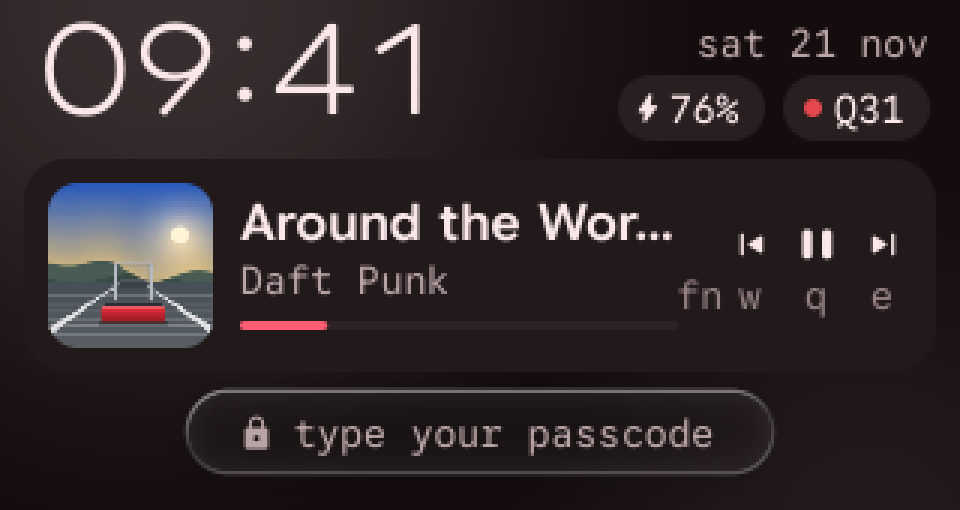 09:41
sat 21 nov
76%
Q31
Around the Wor...
Daft Punk
fn w q e
type your passcode